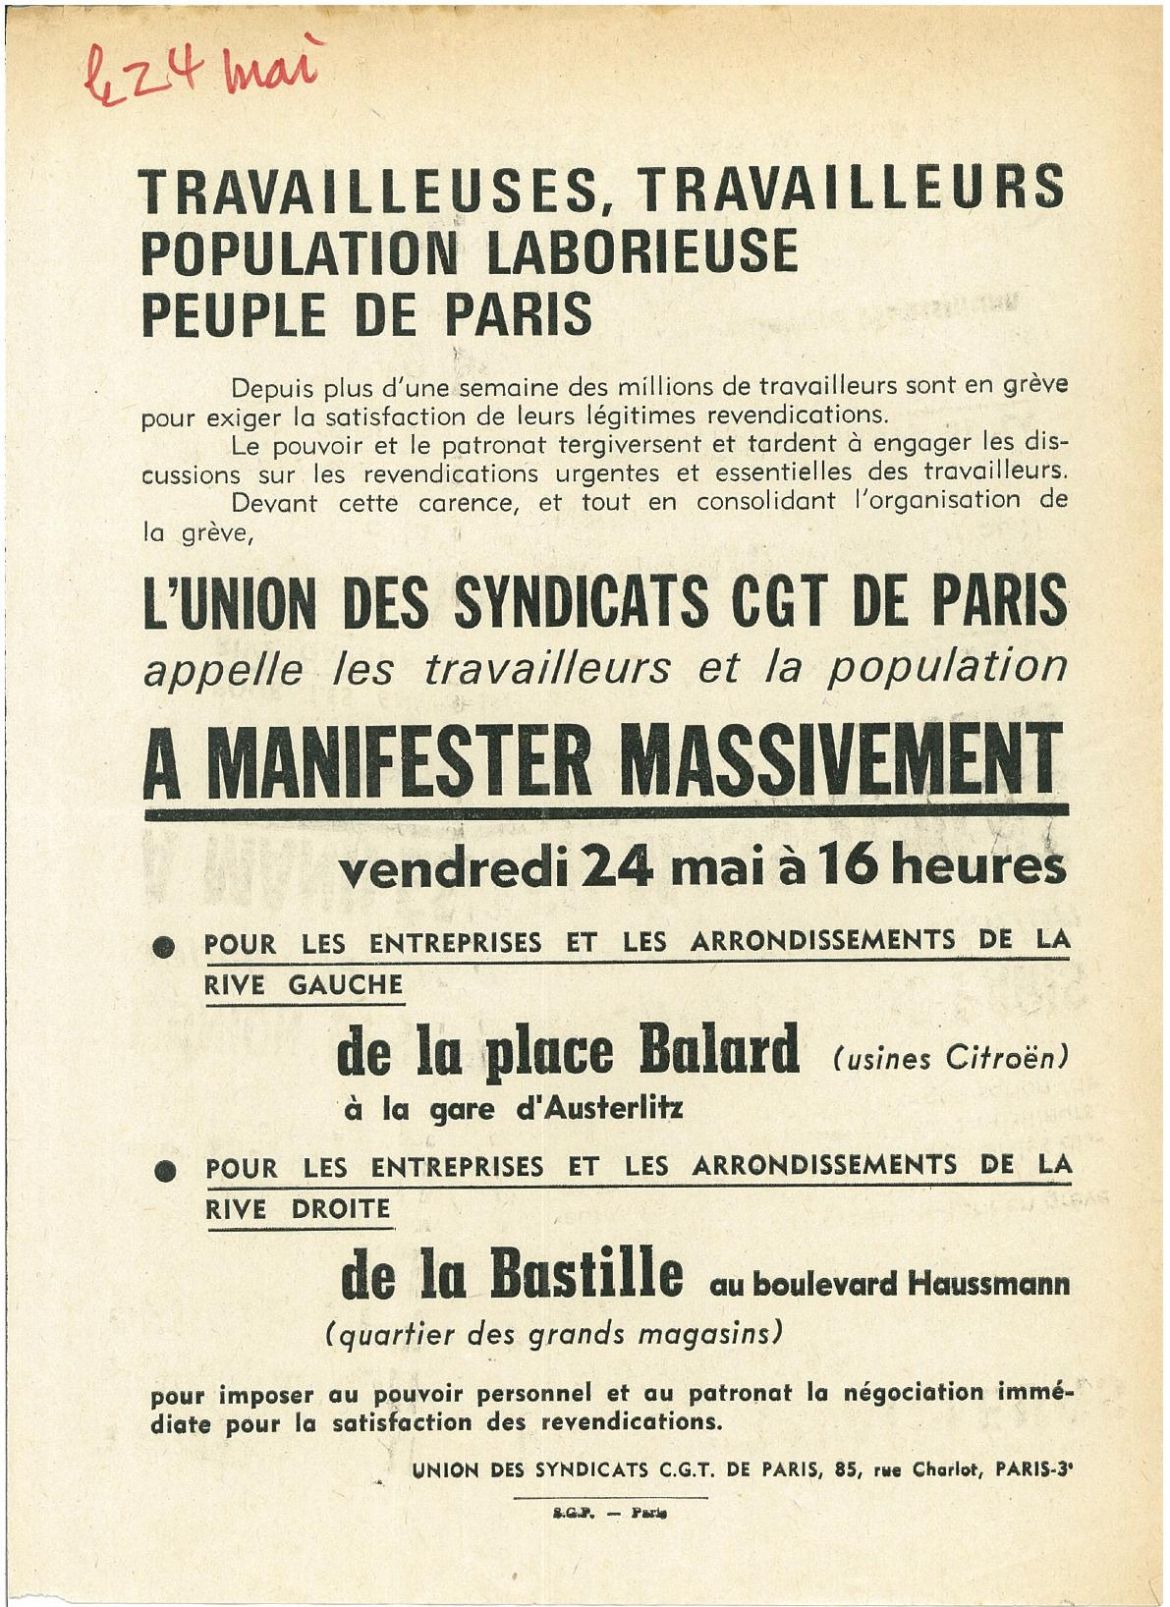 le 24 mai
TRAVAILLEUSES, TRAVAILLEURS
POPULATION LABORIEUSE
PEUPLE DE PARIS
Depuis plus d'une semaine des millions de travailleurs sont en grève
pour exiger la satisfaction de leurs légitimes revendications.
Le pouvoir et le patronat tergiversent et tardent à engager les dis-
cussions sur les revendications urgentes et essentielles des travailleurs.
Devant cette carence, et tout en consolidant l'organisation de
la grève,
L'UNION DES SYNDICATS CGT DE PARIS
appelle les travailleurs et la population
A MANIFESTER MASSIVEMENT
vendredi 24 mai à 16 heures
● POUR LES ENTREPRISES ET LES ARRONDISSEMENTS DE LA
RIVE GAUCHE
de la place Balard (usines Citroën)
à la gare d'Austerlitz
● POUR LES ENTREPRISES ET LES ARRONDISSEMENTS DE LA
RIVE DROITE
de la Bastille au boulevard Haussmann
(quartier des grands magasins)
pour imposer au pouvoir personnel et au patronat la négociation immé-
diate pour la satisfaction des revendications.
UNION DES SYNDICATS C.G.T. DE PARIS, 85, rue Charlot, PARIS-3e
S.G.P. — Paris